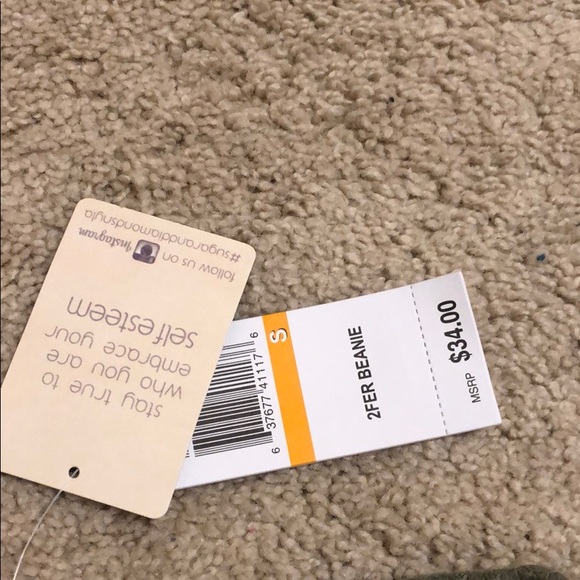 stay true to
who you are
embrace your
self esteem
follow us on Instagram
#sugaranddiamondsnyla
S
6 37677 41117 6
2FER BEANIE
MSRP $34.00